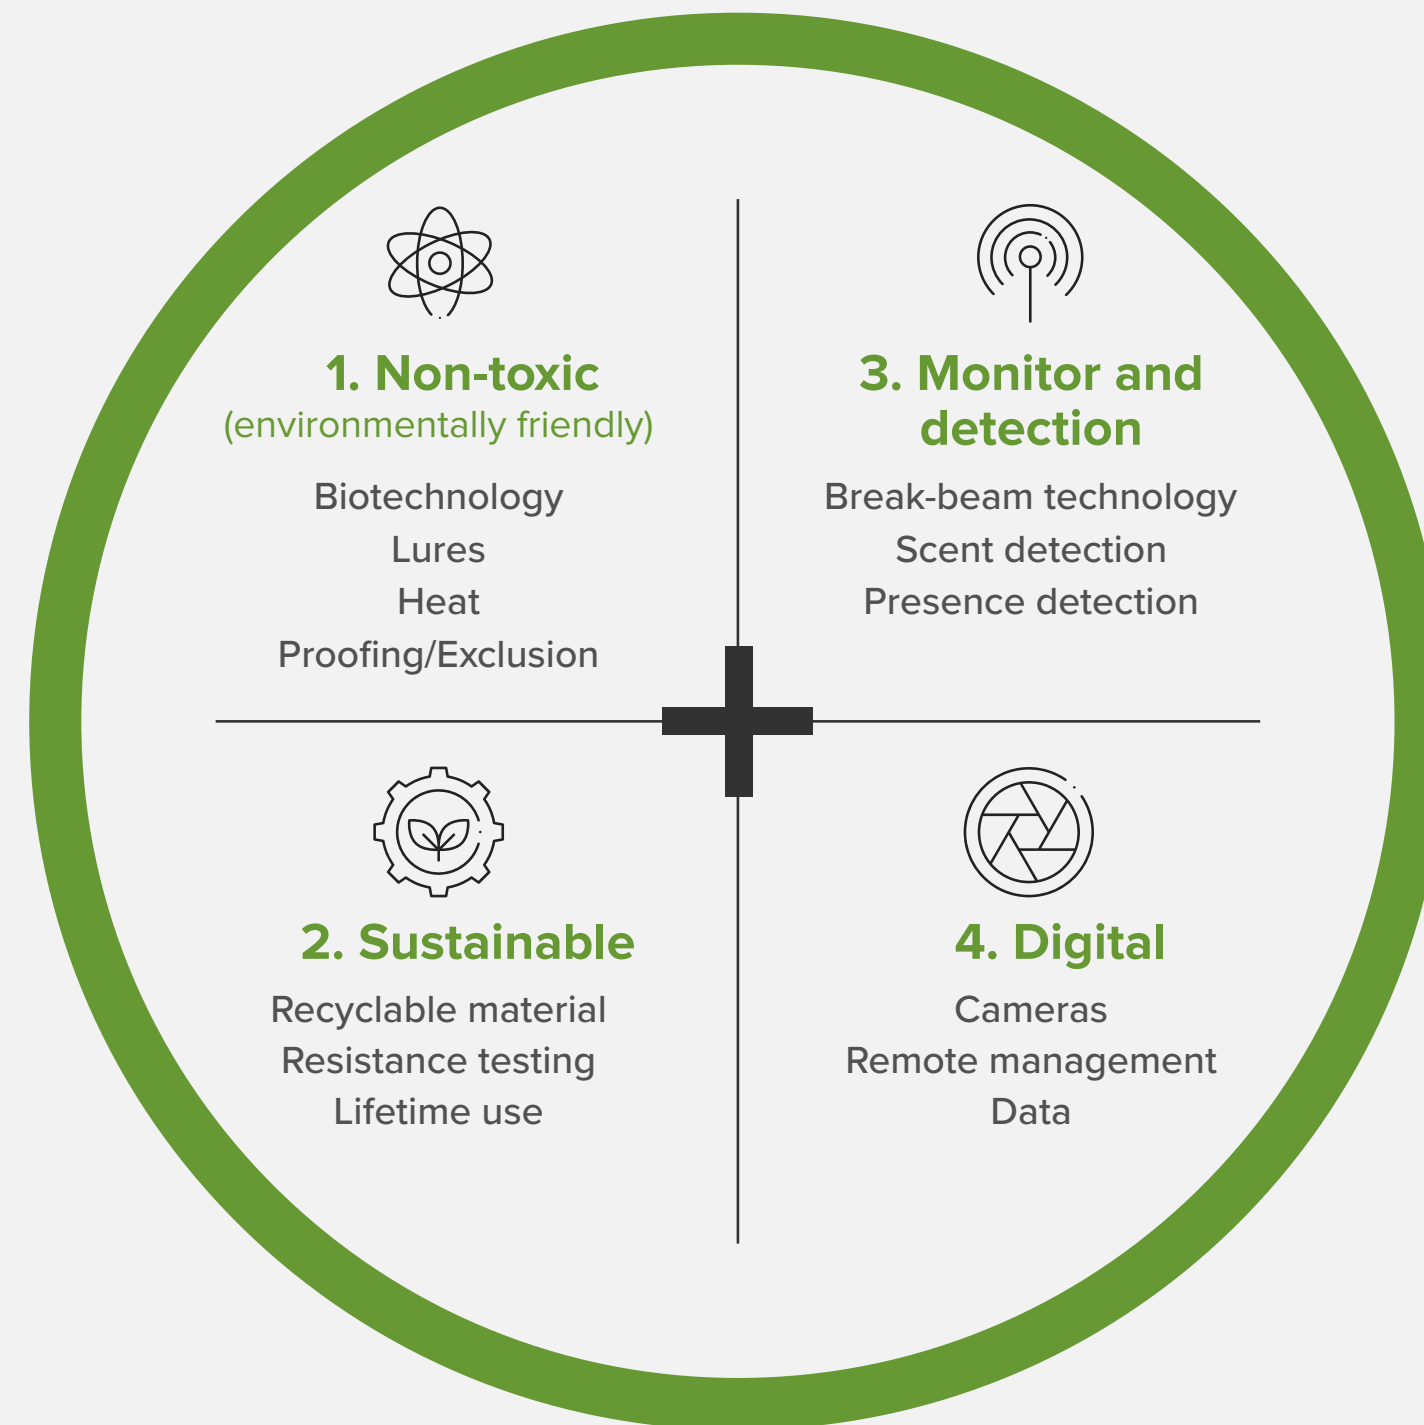 1. Non-toxic
(environmentally friendly)
Biotechnology
Lures
Heat
Proofing/Exclusion
2. Sustainable
Recyclable material
Resistance testing
Lifetime use
3. Monitor and
detection
Break-beam technology
Scent detection
Presence detection
4. Digital
Cameras
Remote management
Data